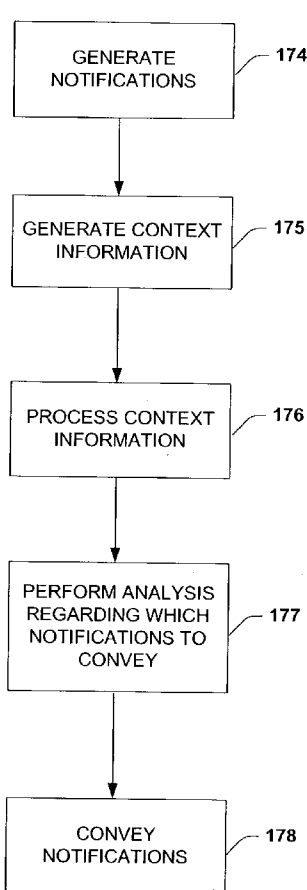 GENERATE
NOTIFICATIONS
174
GENERATE CONTEXT
INFORMATION
175
PROCESS CONTEXT
INFORMATION
176
PERFORM ANALYSIS
REGARDING WHICH
NOTIFICATIONS TO
CONVEY
177
CONVEY
NOTIFICATIONS
178